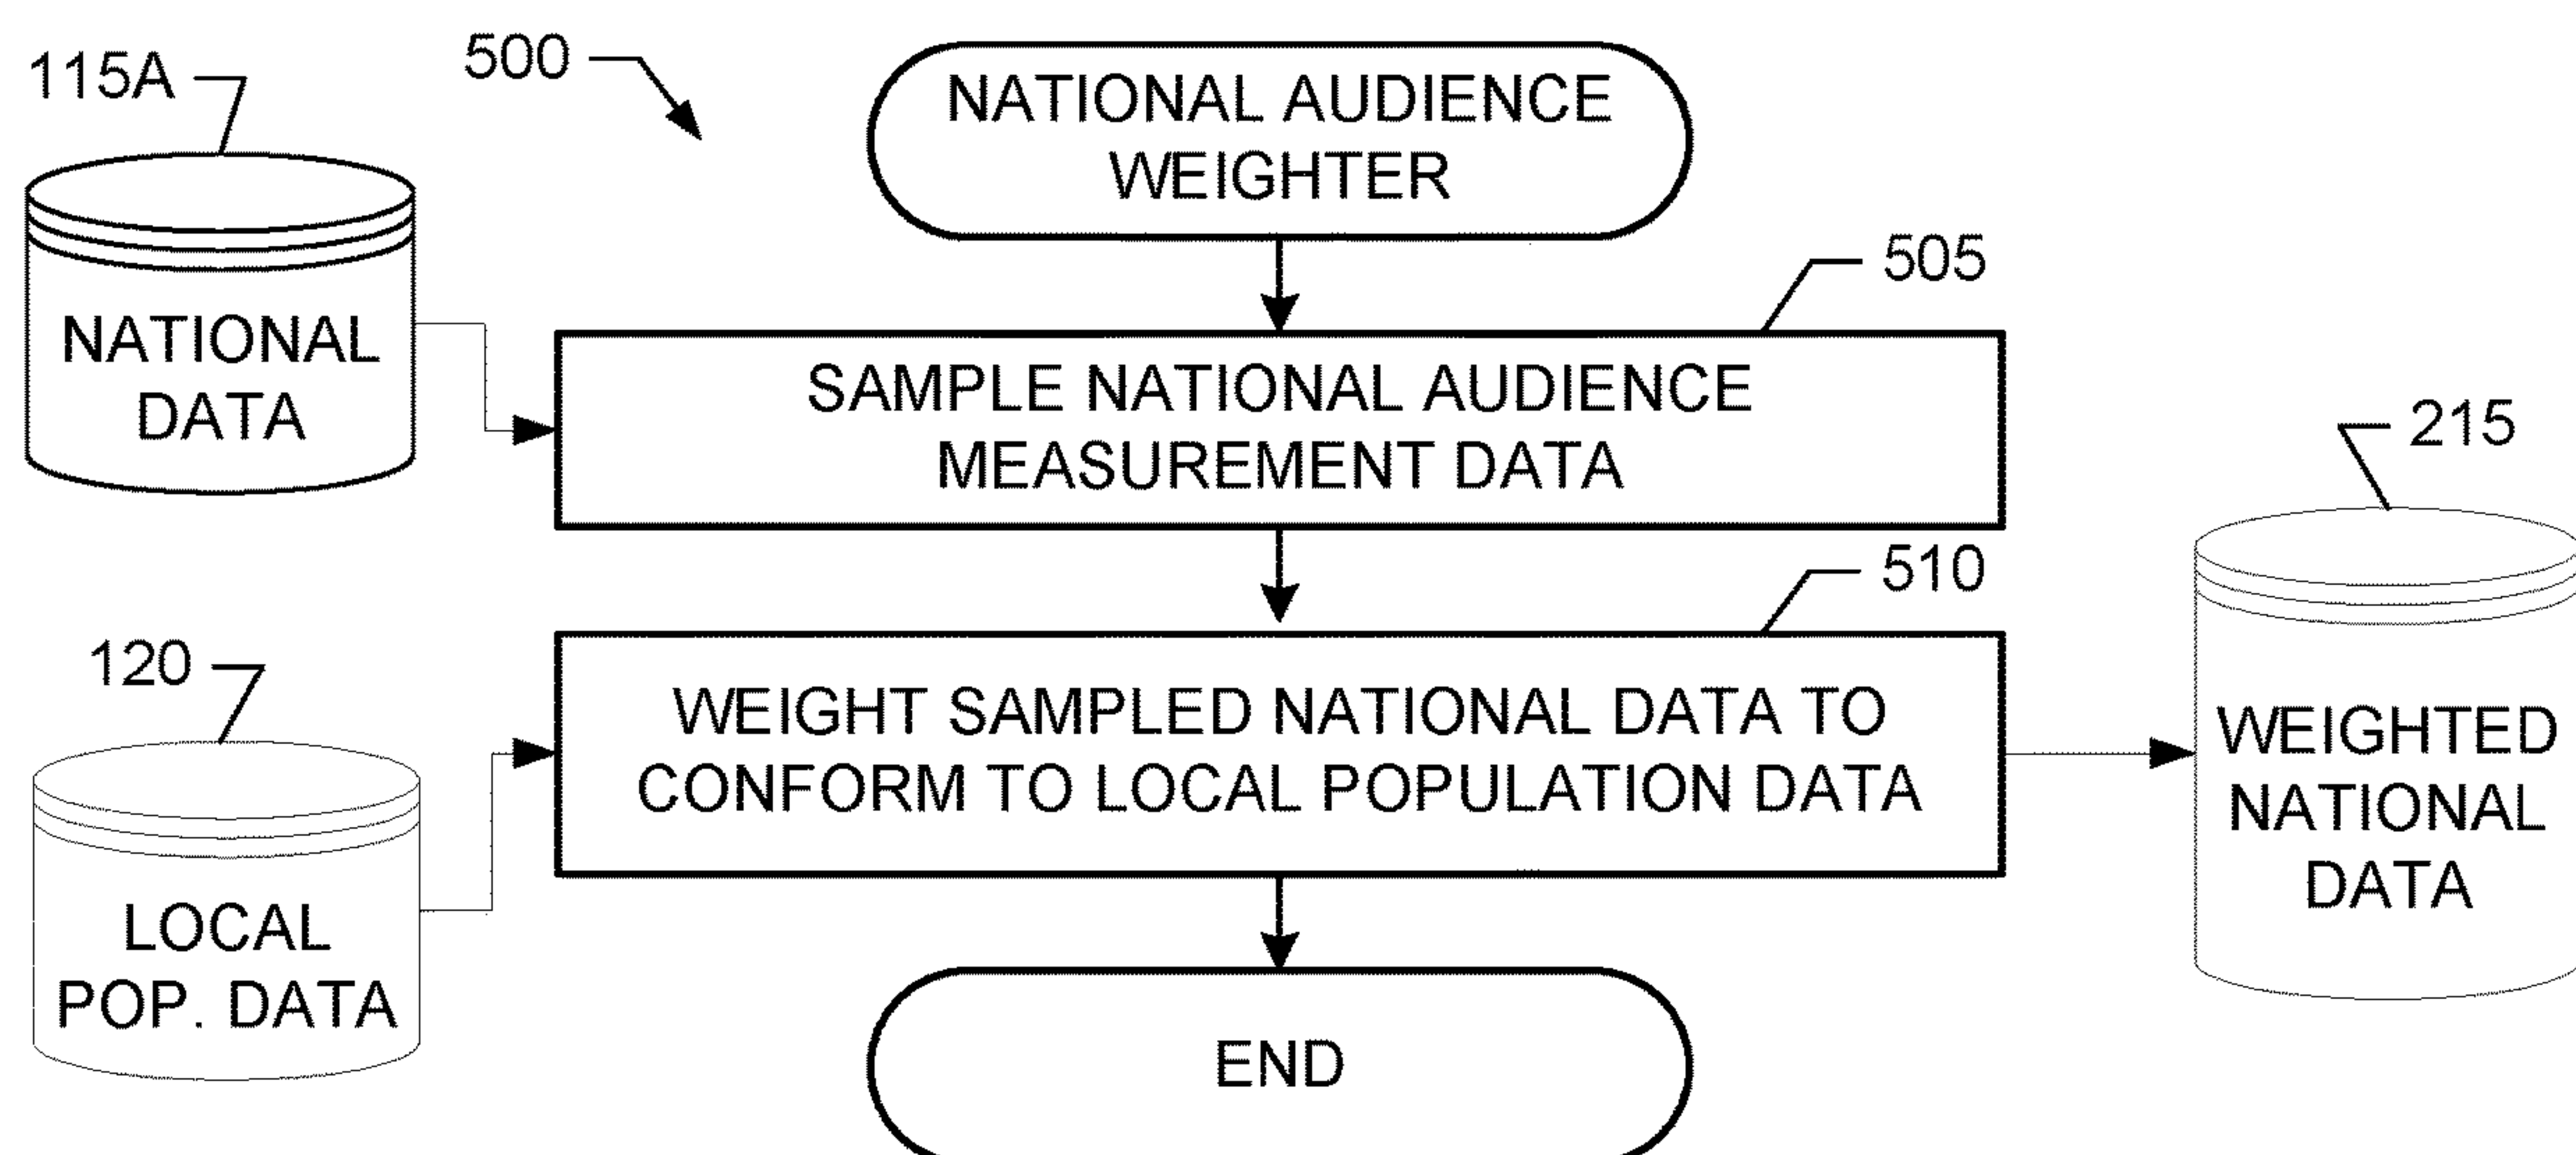 115A
500
NATIONAL AUDIENCE
WEIGHTER
NATIONAL
DATA
505
SAMPLE NATIONAL AUDIENCE
MEASUREMENT DATA
215
510
120
WEIGHT SAMPLED NATIONAL DATA TO
CONFORM TO LOCAL POPULATION DATA
WEIGHTED
NATIONAL
DATA
LOCAL
POP. DATA
END